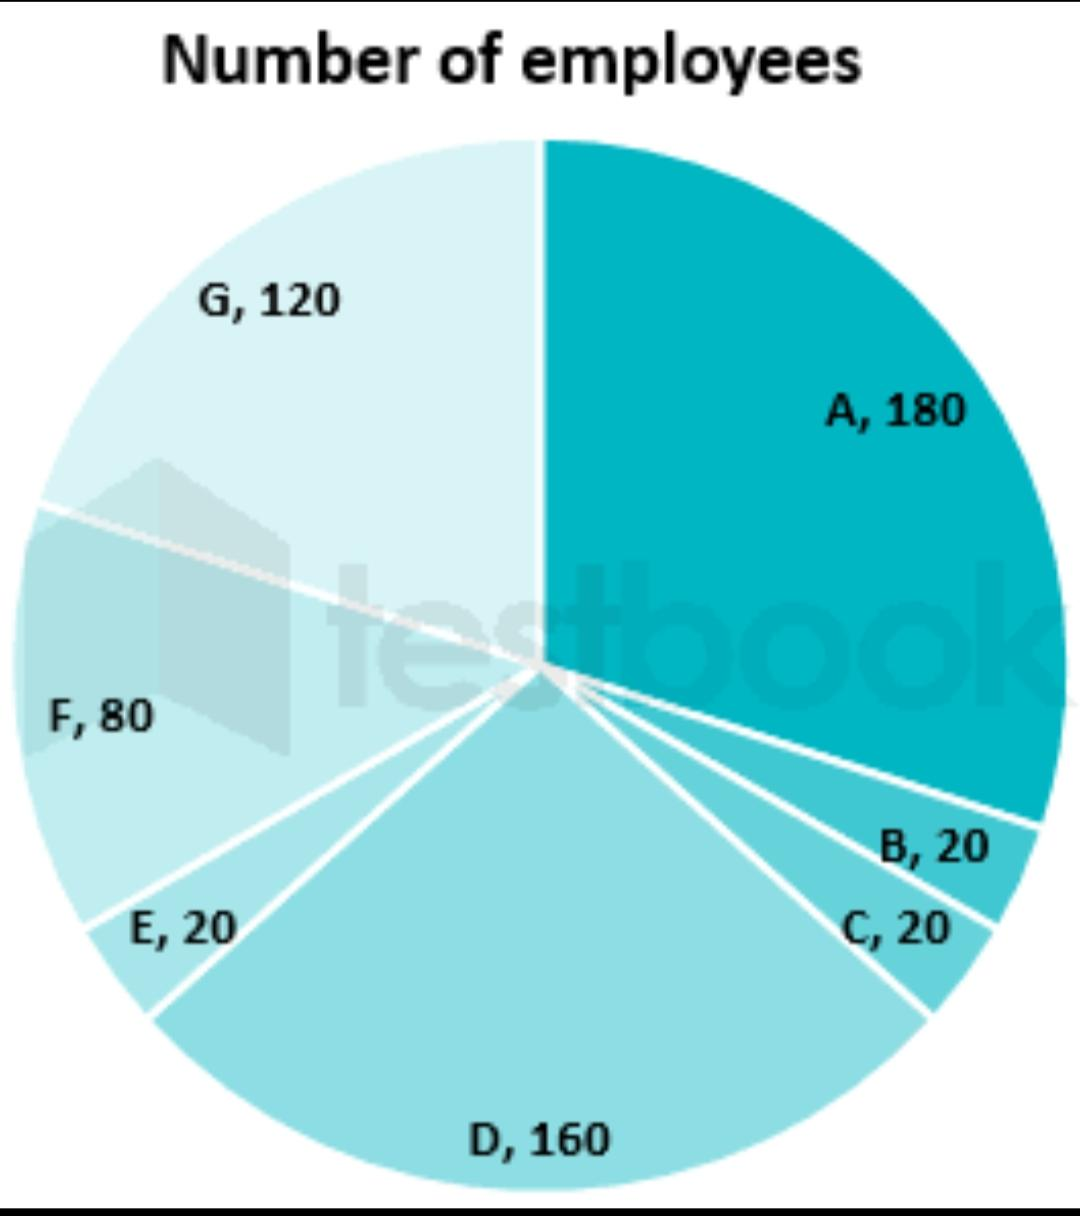 Number of employees
G, 120
A, 180
testbook
F, 80
B, 20
E, 20
C, 20
D, 160